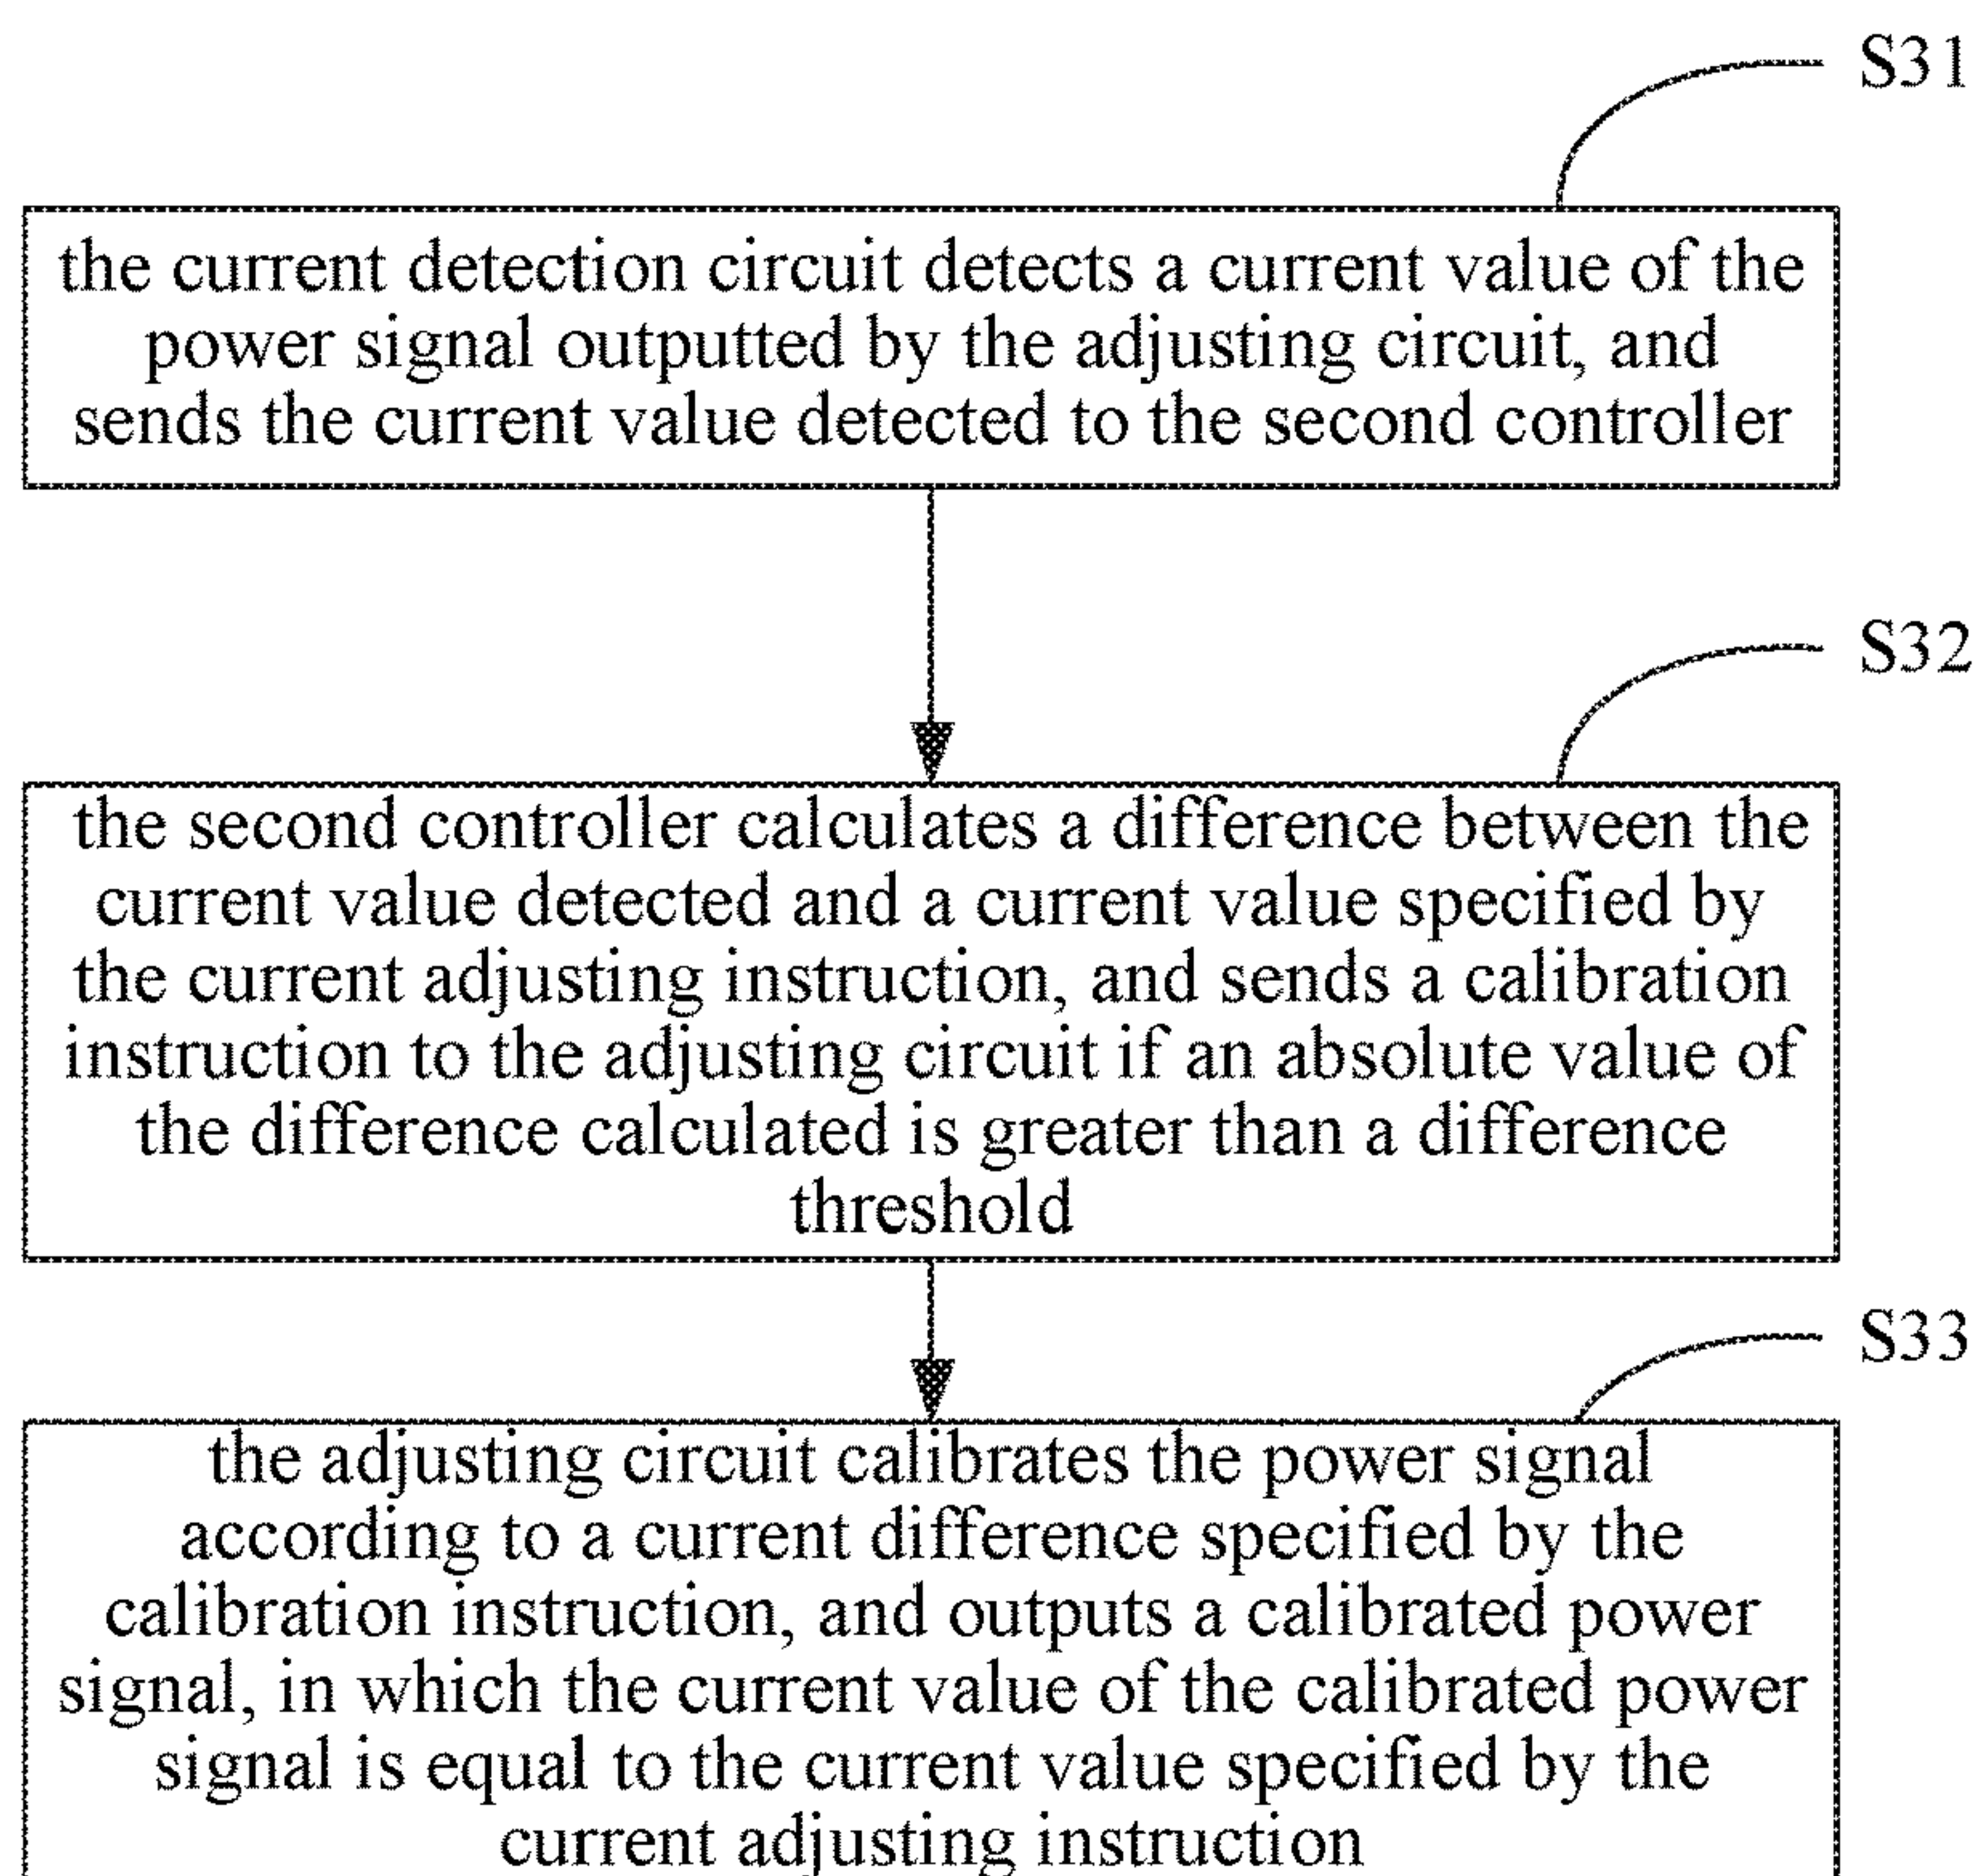 S31
the current detection circuit detects a current value of the
power signal outputted by the adjusting circuit, and
sends the current value detected to the second controller
S32
the second controller calculates a difference between the
current value detected and a current value specified by
the current adjusting instruction, and sends a calibration
instruction to the adjusting circuit if an absolute value of
the difference calculated is greater than a difference
threshold
S33
the adjusting circuit calibrates the power signal
according to a current difference specified by the
calibration instruction, and outputs a calibrated power
signal, in which the current value of the calibrated power
signal is equal to the current value specified by the
current adjusting instruction